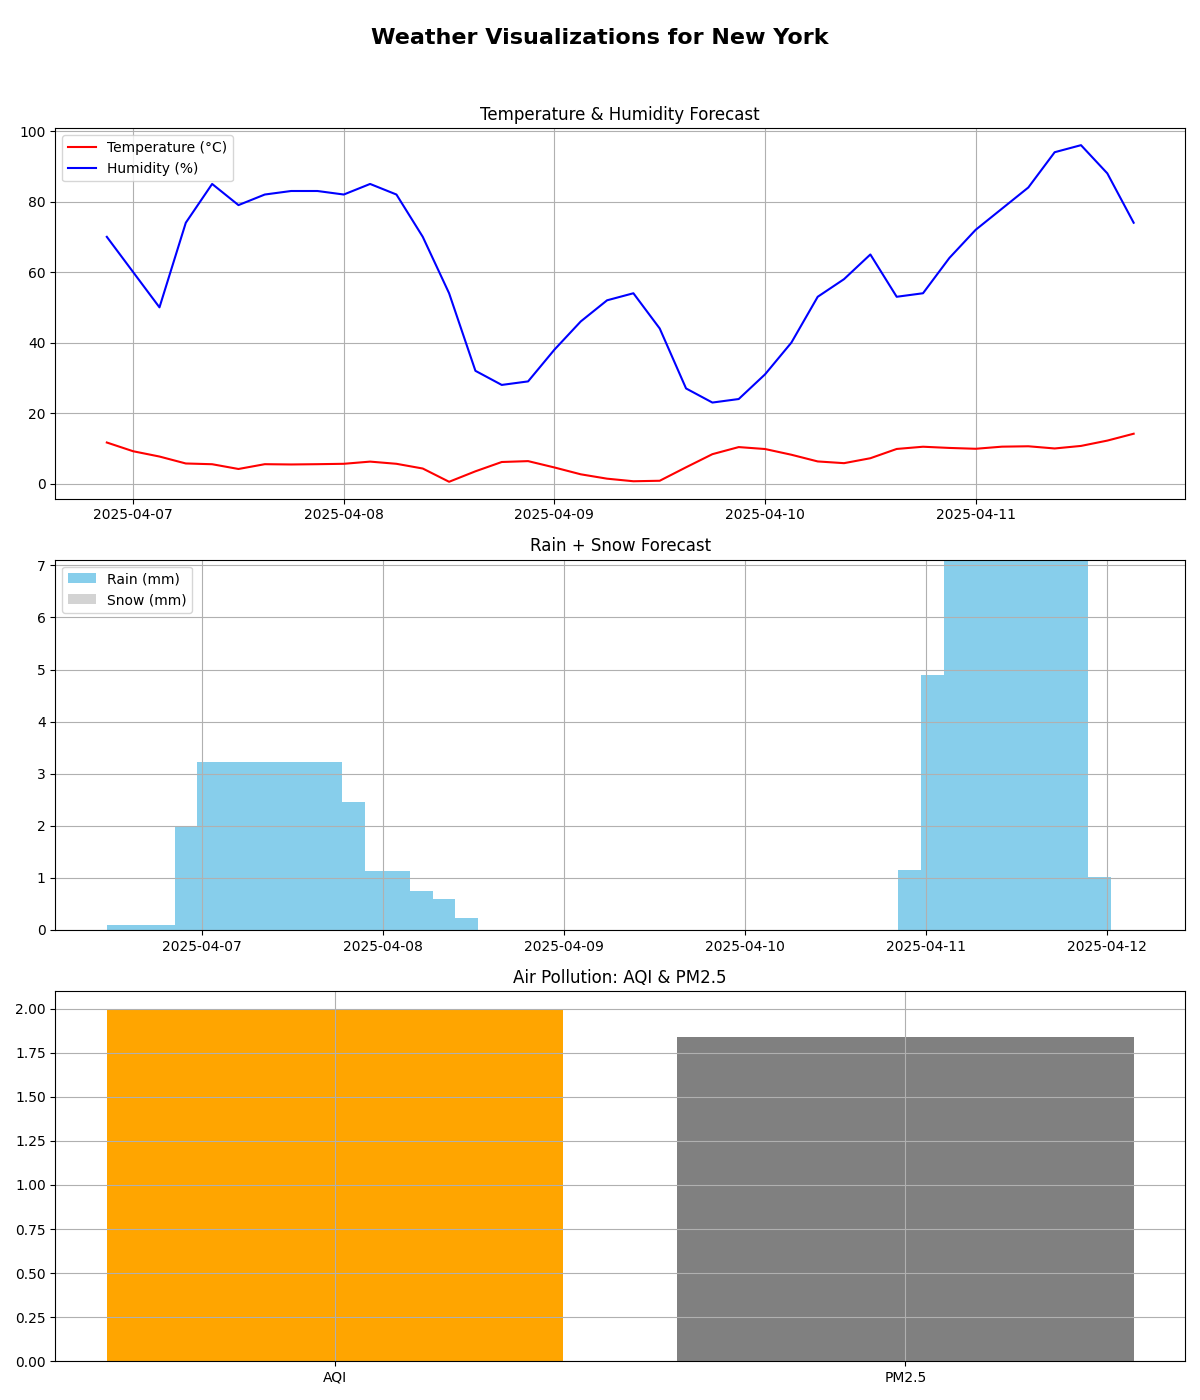 Weather Visualizations for New York
Temperature & Humidity Forecast
Temperature (°C)
Humidity (%)
100
80
60
40
20
0
2025-04-07 2025-04-08 2025-04-09 2025-04-10 2025-04-11
Rain + Snow Forecast
Rain (mm)
Snow (mm)
7
6
5
4
3
2
1
0
2025-04-07 2025-04-08 2025-04-09 2025-04-10 2025-04-11 2025-04-12
Air Pollution: AQI & PM2.5
2.00
1.75
1.50
1.25
1.00
0.75
0.50
0.25
0.00
AQI PM2.5